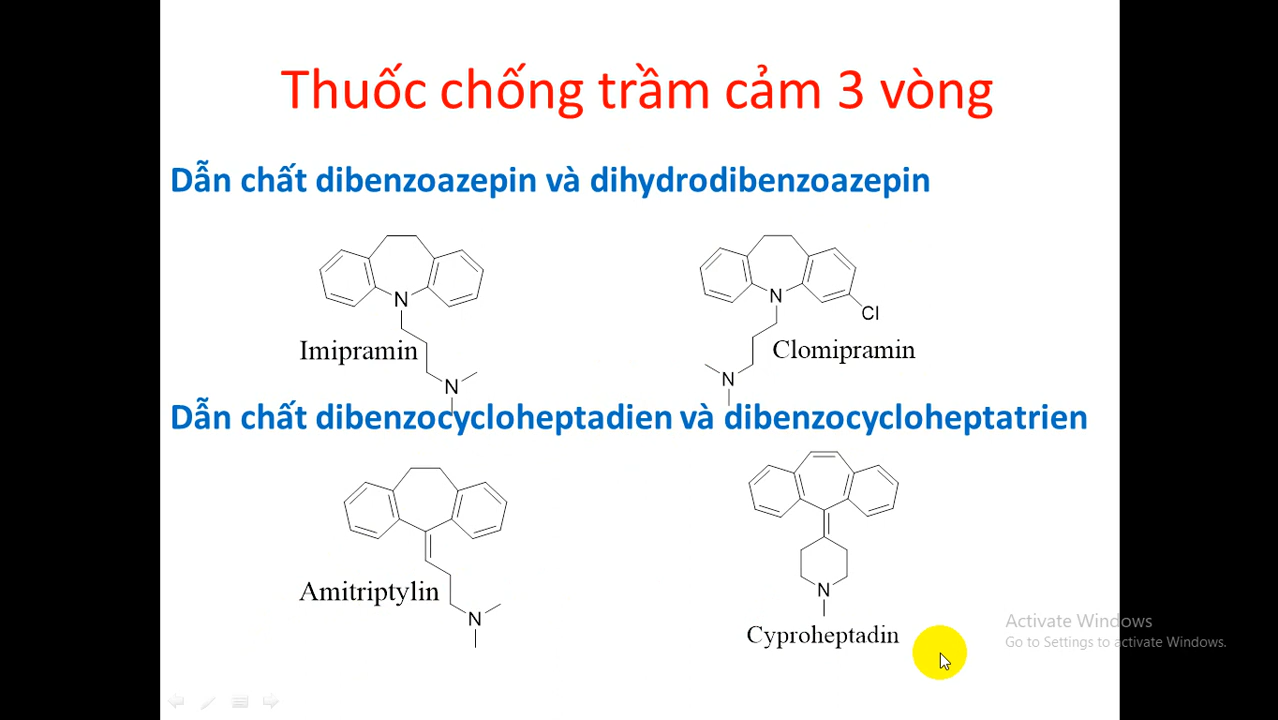 Thuốc chống trầm cảm 3 vòng
Dẫn chất dibenzoazepin và dihydrodibenzoazepin
N
N
Cl
Imipramin
Clomipramin
N
N
Dẫn chất dibenzocycloheptadien và dibenzocycloheptatrien
Amitriptylin
N
N
Cyproheptadin
Activate Windows
Go to Settings to activate Windows.